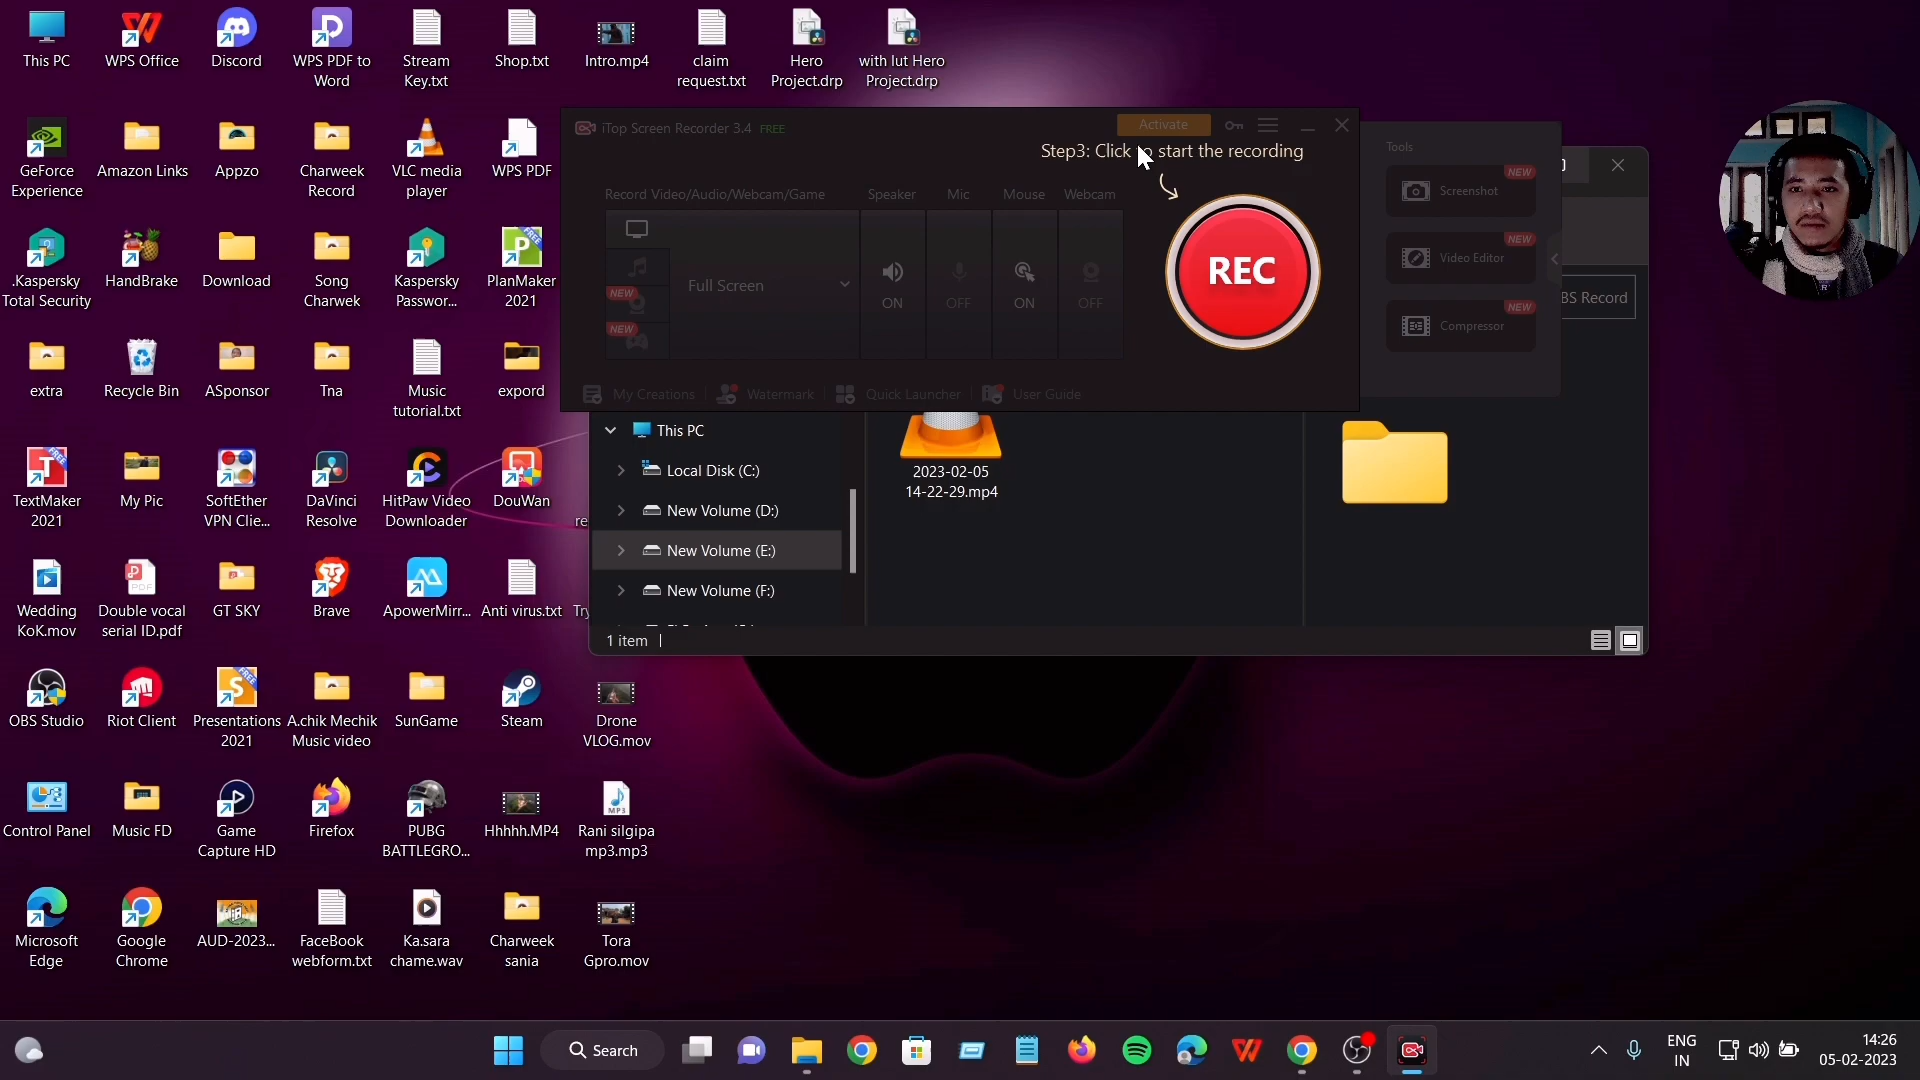 This PC
WPS Office
Discord
WPS PDF to
Word
Stream
Key.txt
Shop.txt
Intro.mp4
claim
request.txt
Hero
Project.drp
with lut Hero
Project.drp
GeForce
Experience
Amazon Links
Appzo
Charweek
Record
VLC media
player
WPS PDF
.Kaspersky
Total Security
HandBrake
Download
Song
Charwek
Kaspersky
Passwor...
PlanMaker
2021
extra
Recycle Bin
ASponsor
Tna
Music
tutorial.txt
expord
TextMaker
2021
My Pic
SoftEther
VPN Clie...
DaVinci
Resolve
HitPaw Video
Downloader
DouWan
re
Wedding
KoK.mov
Double vocal
serial ID.pdf
GT SKY
Brave
ApowerMirr...
Anti virus.txt
Try
OBS Studio
Riot Client
Presentations
2021
A.chik Mechik
Music video
SunGame
Steam
Drone
VLOG.mov
Control Panel
Music FD
Game
Capture HD
Firefox
PUBG
BATTLEGRO...
Hhhhh.MP4
Rani silgipa
mp3.mp3
Microsoft
Edge
Google
Chrome
AUD-2023...
FaceBook
webform.txt
Ka.sara
chame.wav
Charweek
sania
Tora
Gpro.mov
iTop Screen Recorder 3.4 FREE
Activate
Step3: Click to start the recording
Record Video/Audio/Webcam/Game
Speaker
Mic
Mouse
Webcam
Full Screen
NEW
NEW
ON
OFF
ON
OFF
REC
My Creations
Watermark
Quick Launcher
User Guide
Tools
NEW
Screenshot
NEW
Video Editor
NEW
Compressor
BS Record
This PC
Local Disk (C:)
New Volume (D:)
New Volume (E:)
New Volume (F:)
2023-02-05
14-22-29.mp4
1 item
Search
ENG
IN
14:26
05-02-2023